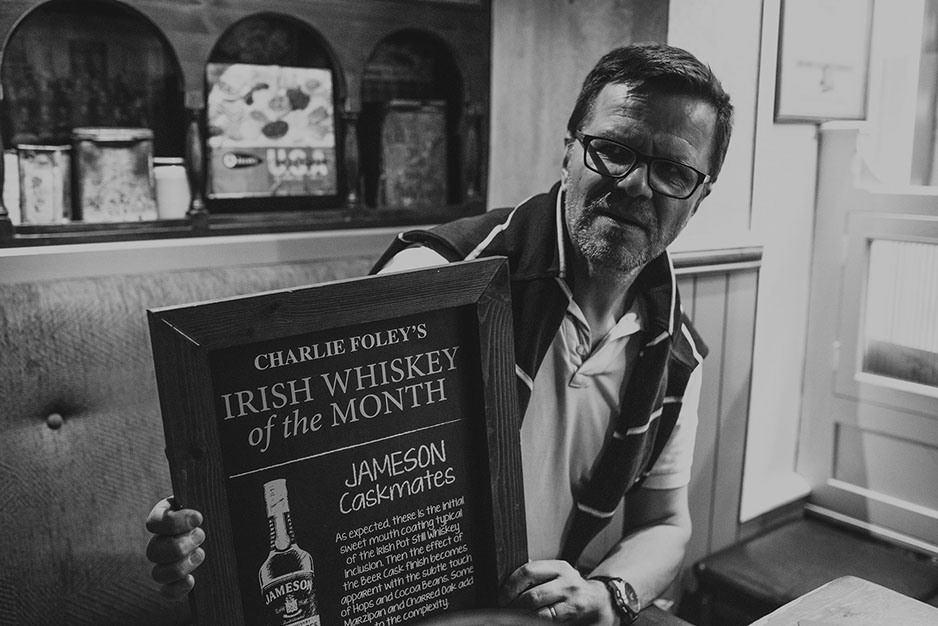 USA
CHARLIE FOLEY'S
IRISH WHISKEY
of the MONTH
JAMESON
Caskmates
As expected, there is the initial
sweet mouth coating typical
of the Irish Pot Still Whiskey
inclusion. Then the effect of
the Beer Cask finish becomes
apparent with the subtle touch
of Hops and Cocoa Beans. Some
Marzipan and Charred Oak add
to the complexity.
JAMESON